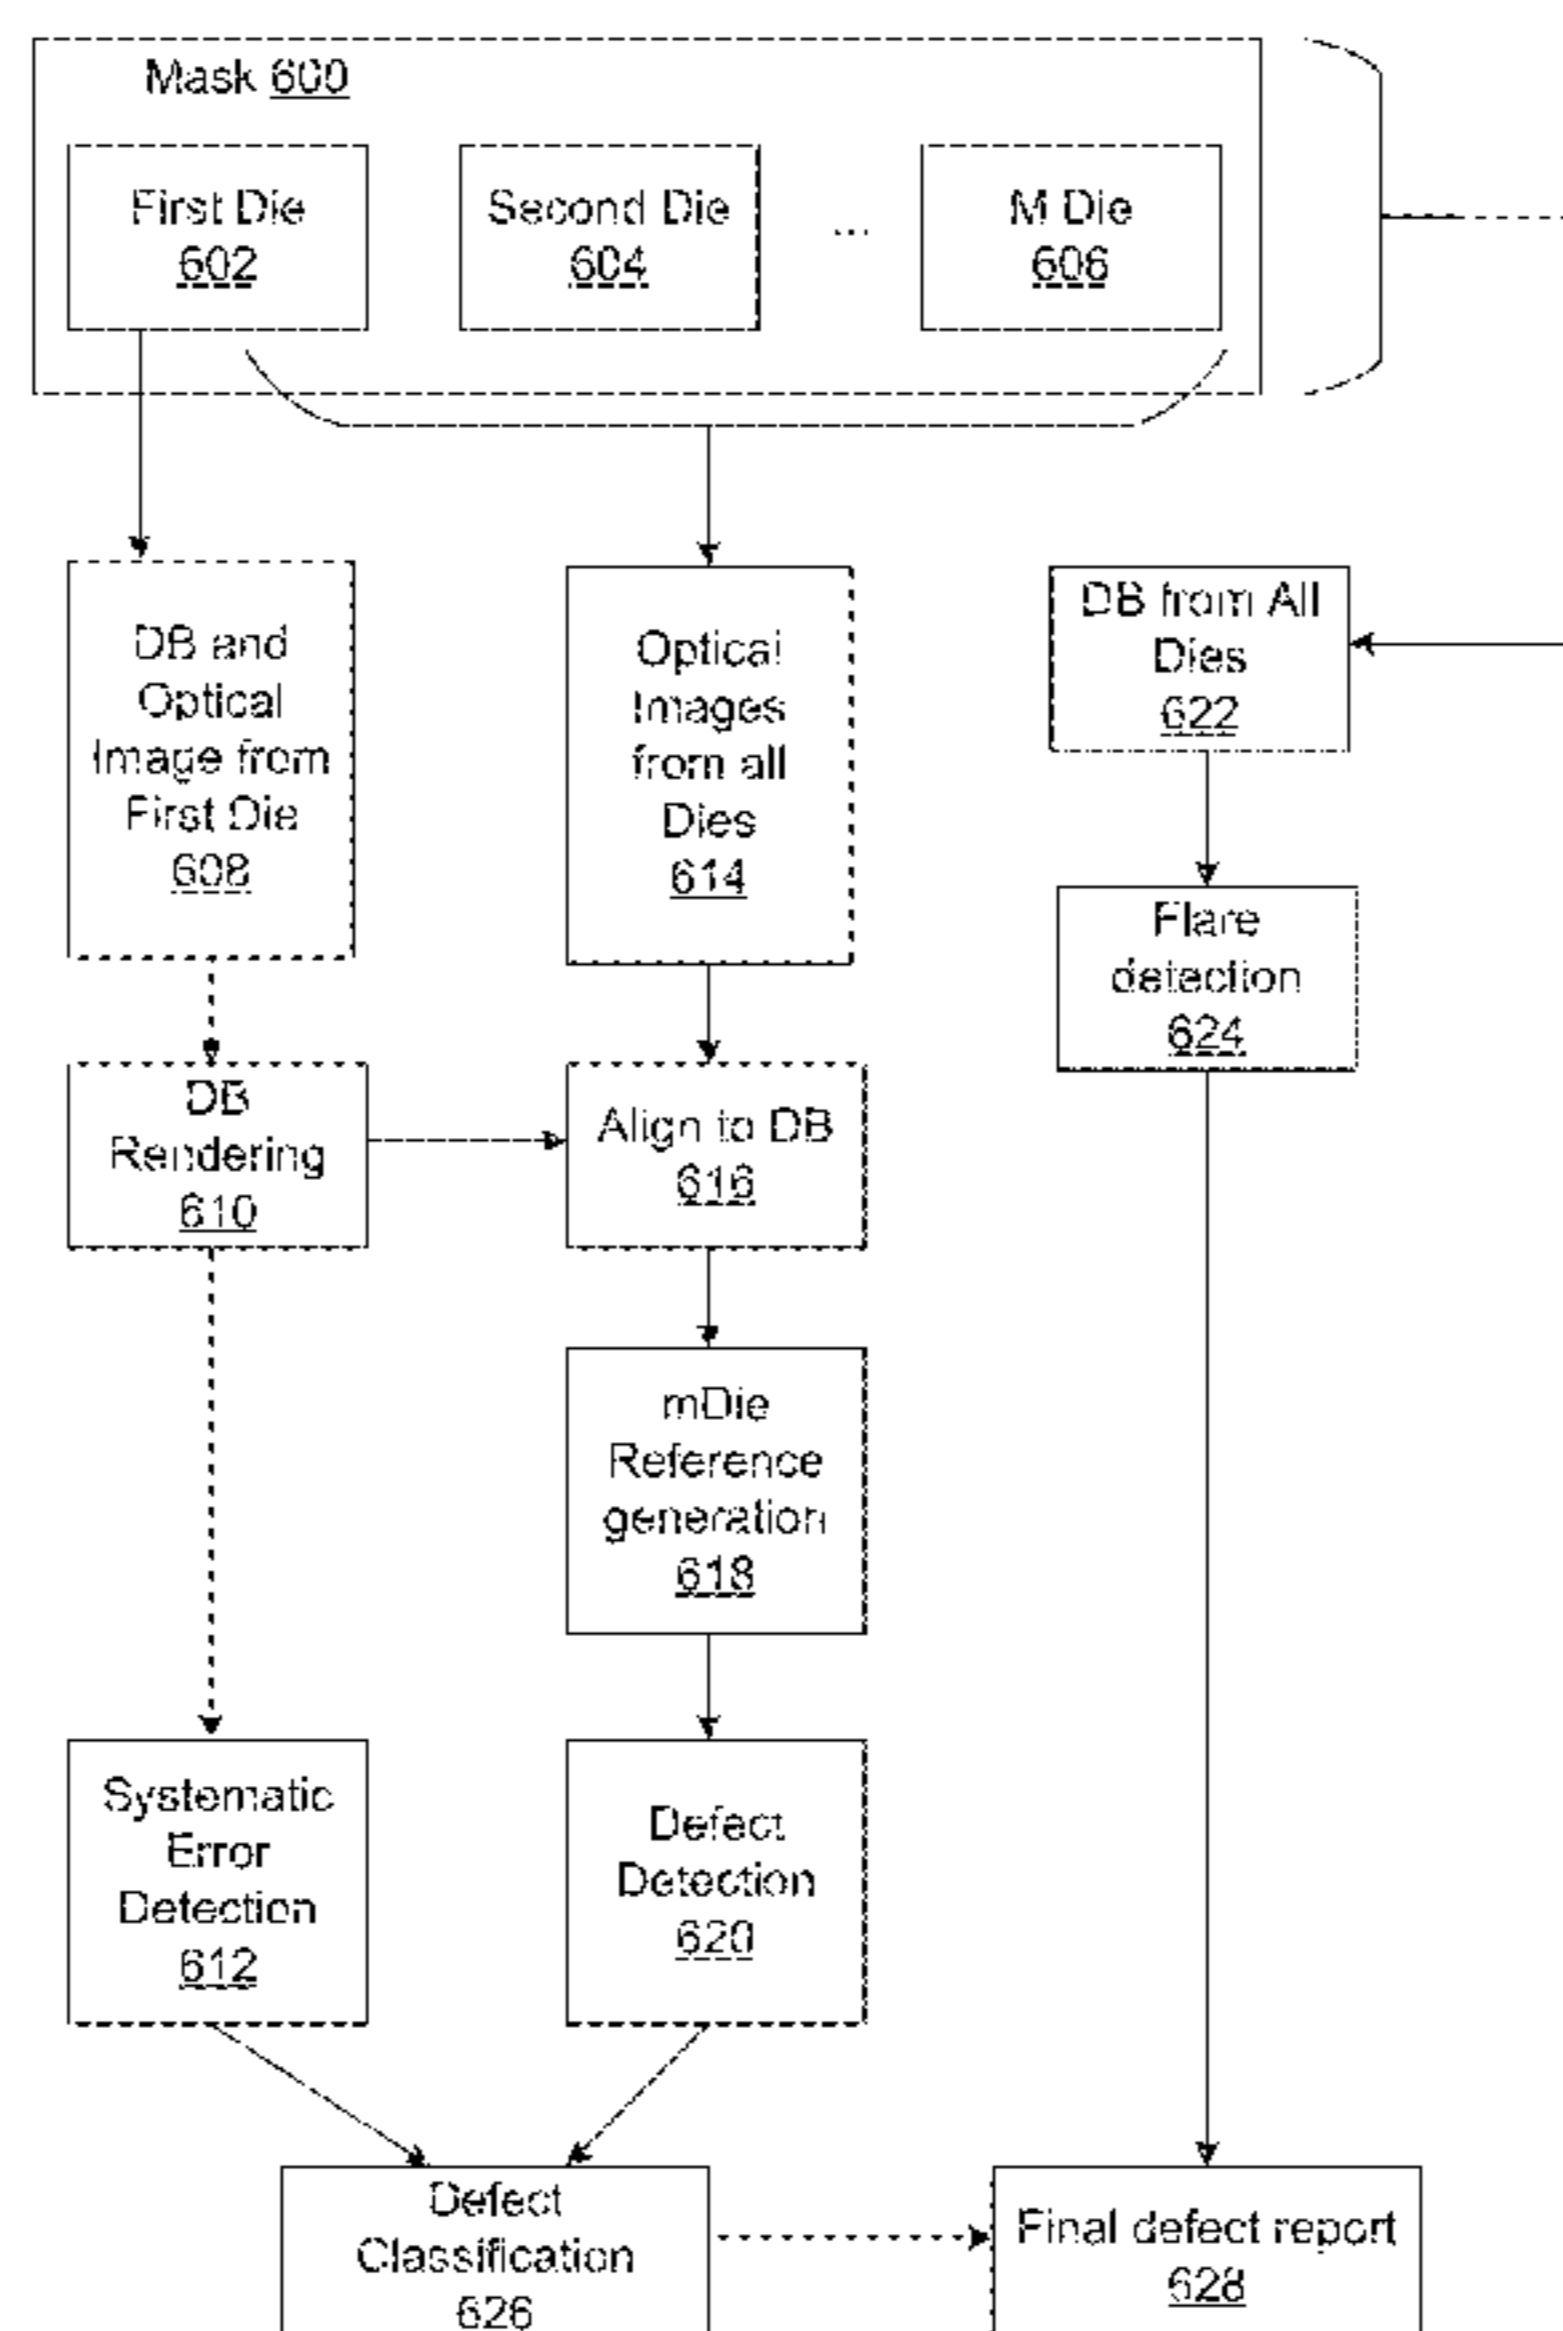 Mask 600
First Die
602
Second Die
604
...
M Die
606
DB and
Optical
Image from
First Die
608
Optical
Images
from all
Dies
614
DB from All
Dies
622
Flare
detection
624
DB
Rendering
610
Align to DB
616
mDie
Reference
generation
618
Systematic
Error
Detection
612
Defect
Detection
620
Defect
Classification
626
Final defect report
628